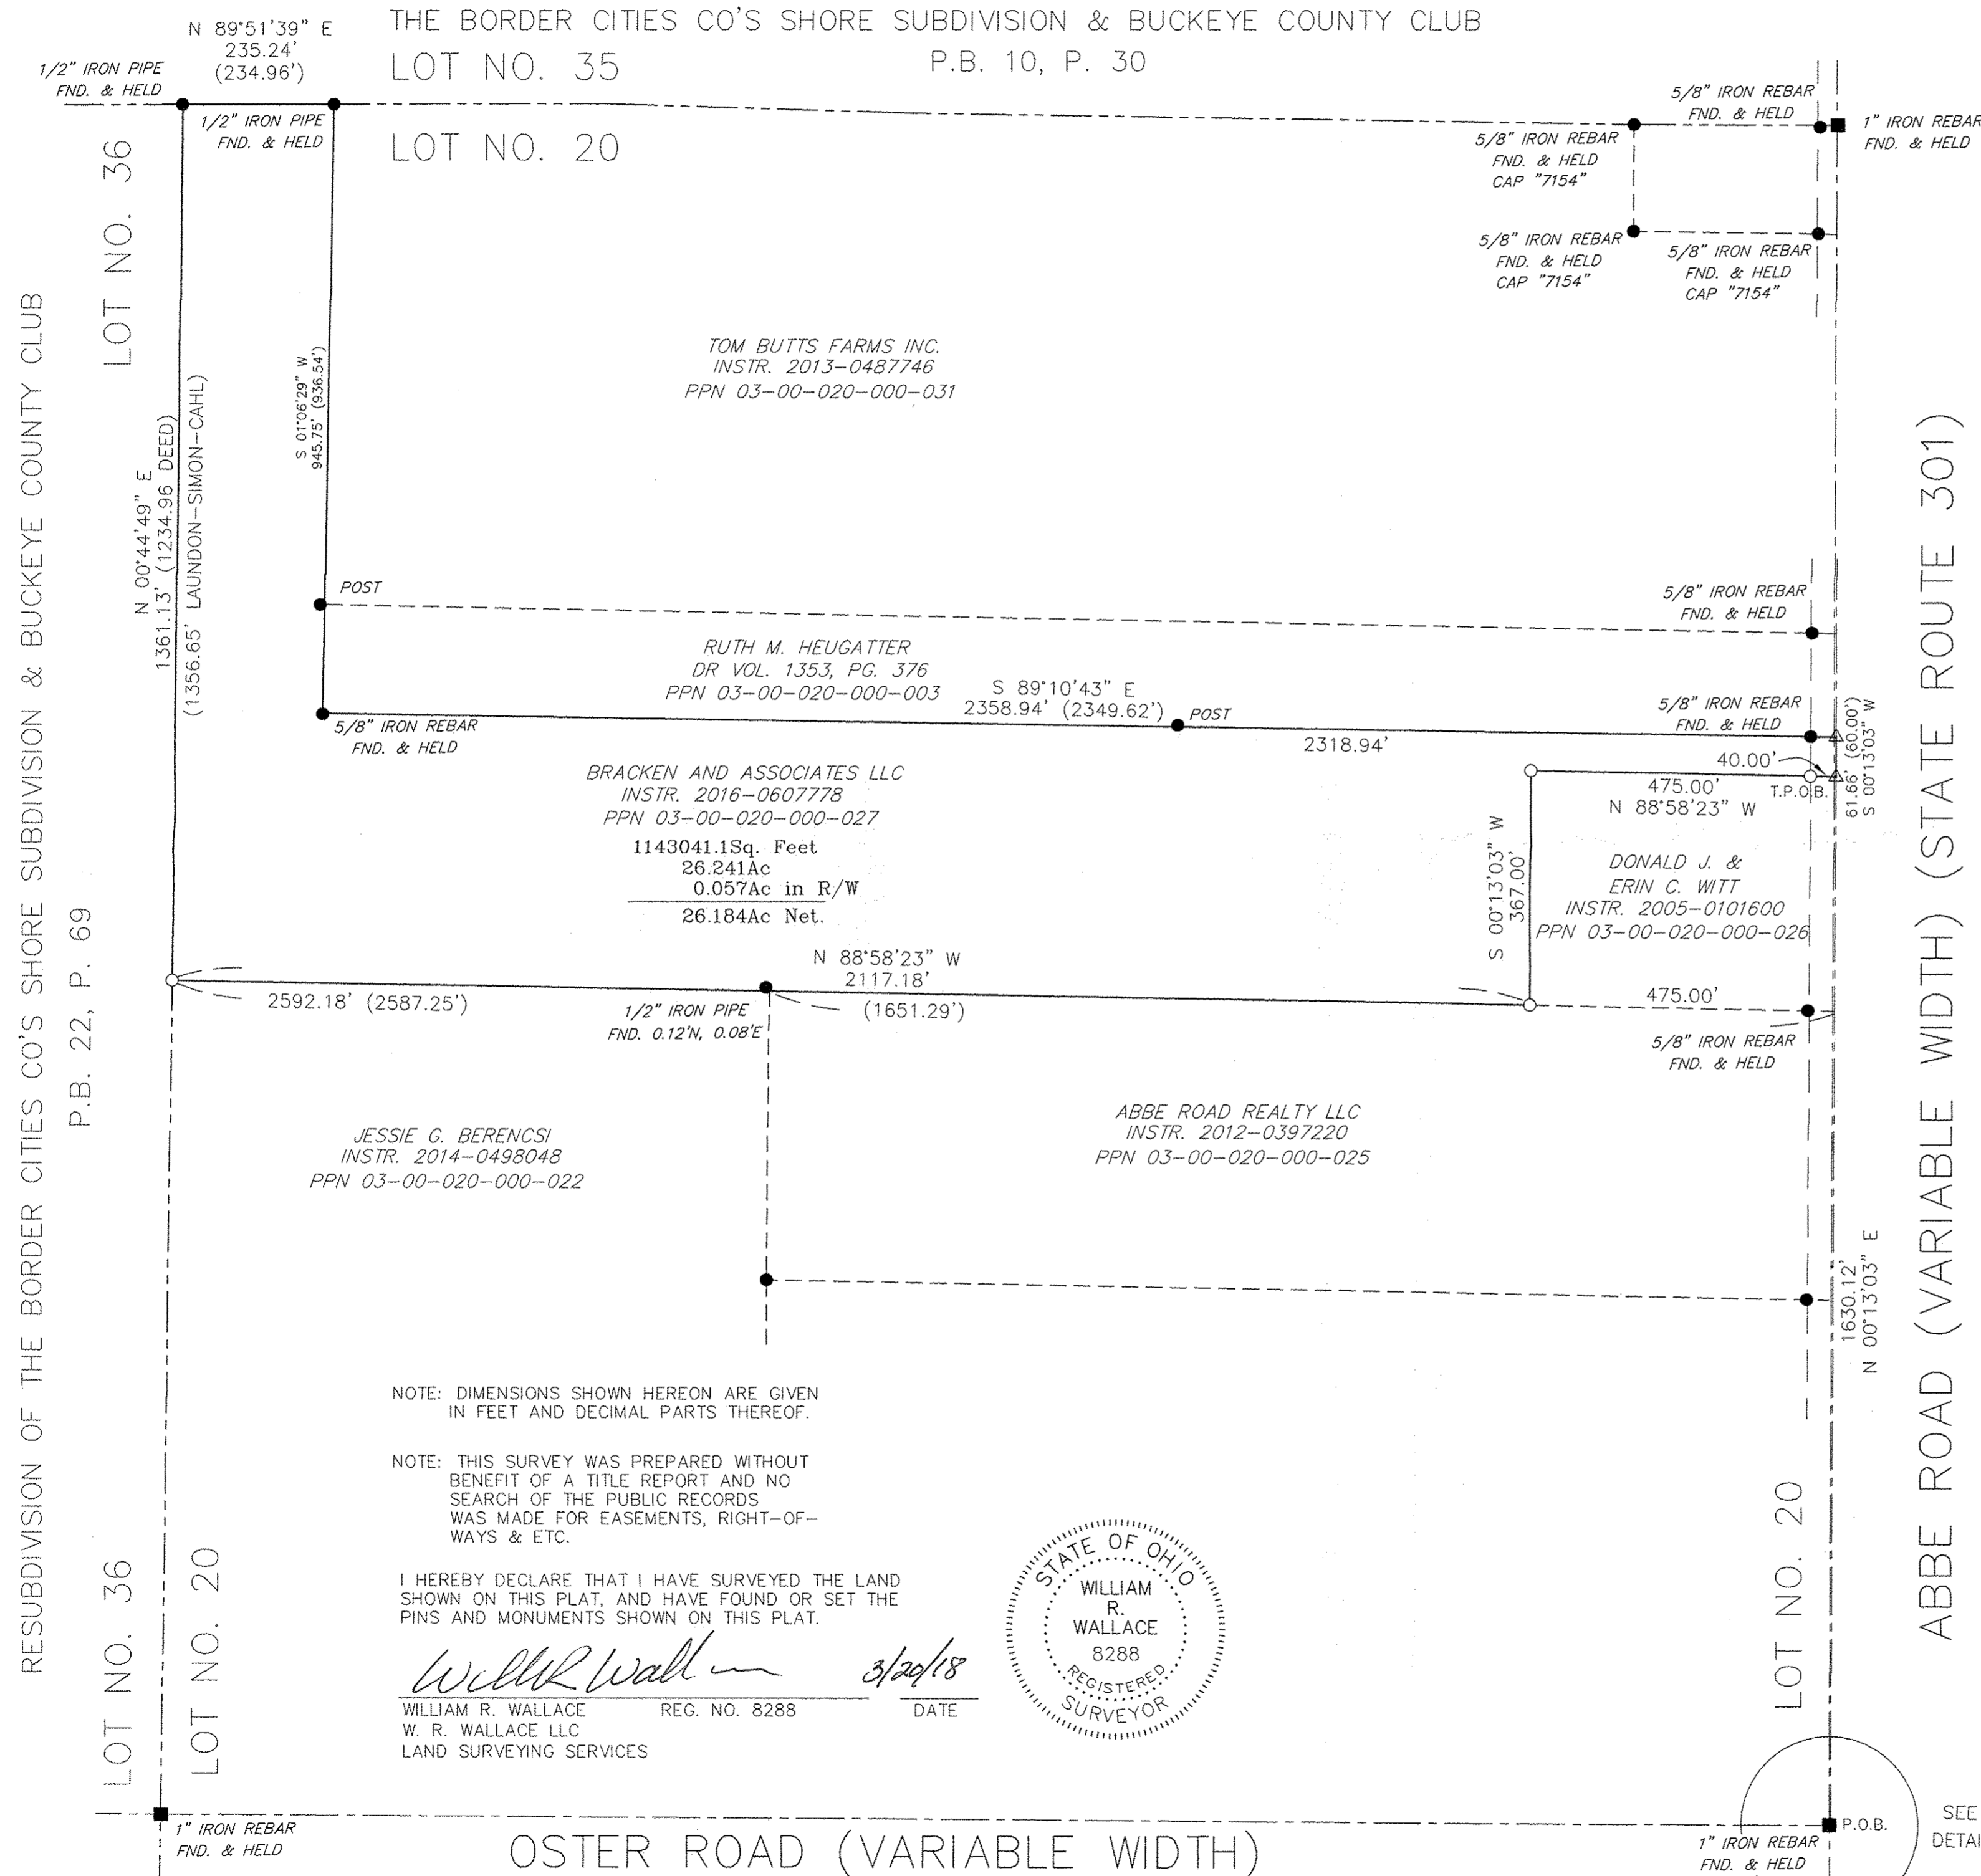 THE BORDER CITIES CO'S SHORE SUBDIVISION & BUCKEYE COUNTY CLUB
P.B. 10, P. 30
LOT NO. 35
LOT NO. 20
N 89°51'39" E
235.24'
(234.96')
1/2" IRON PIPE
FND. & HELD
1/2" IRON PIPE
FND. & HELD
5/8" IRON REBAR
FND. & HELD
1" IRON REBAR
FND. & HELD
5/8" IRON REBAR
FND. & HELD
CAP "7154"
5/8" IRON REBAR
FND. & HELD
CAP "7154"
5/8" IRON REBAR
FND. & HELD
CAP "7154"
RESUBDIVISION OF THE BORDER CITIES CO'S SHORE SUBDIVISION & BUCKEYE COUNTY CLUB
P.B. 22, P. 69
LOT NO. 36
N 00°44'49" E
1361.13' (1234.96 DEED)
(1356.65' LAUNDON-SIMON-CAHL)
S 01°06'29" W
945.75' (936.54')
TOM BUTTS FARMS INC.
INSTR. 2013-0487746
PPN 03-00-020-000-031
POST
5/8" IRON REBAR
FND. & HELD
RUTH M. HEUGATTER
DR VOL. 1353, PG. 376
PPN 03-00-020-000-003
S 89°10'43" E
2358.94' (2349.62')
POST
5/8" IRON REBAR
FND. & HELD
5/8" IRON REBAR
FND. & HELD
2318.94'
40.00'
475.00'
T.P.O.B.
N 88°58'23" W
61.66' (60.00')
S 00°13'03" W
BRACKEN AND ASSOCIATES LLC
INSTR. 2016-0607778
PPN 03-00-020-000-027
1143041.1Sq. Feet
26.241Ac
0.057Ac in R/W
26.184Ac Net.
S 00°13'03" W
367.00'
DONALD J. &
ERIN C. WITT
INSTR. 2005-0101600
PPN 03-00-020-000-026
N 88°58'23" W
2117.18'
2592.18' (2587.25')
1/2" IRON PIPE
FND. 0.12'N, 0.08'E
(1651.29')
475.00'
5/8" IRON REBAR
FND. & HELD
JESSIE G. BERENCSI
INSTR. 2014-0498048
PPN 03-00-020-000-022
ABBE ROAD REALTY LLC
INSTR. 2012-0397220
PPN 03-00-020-000-025
1630.12'
N 00°13'03" E
ABBE ROAD (VARIABLE WIDTH) (STATE ROUTE 301)
NOTE: DIMENSIONS SHOWN HEREON ARE GIVEN
IN FEET AND DECIMAL PARTS THEREOF.
NOTE: THIS SURVEY WAS PREPARED WITHOUT
BENEFIT OF A TITLE REPORT AND NO
SEARCH OF THE PUBLIC RECORDS
WAS MADE FOR EASEMENTS, RIGHT-OF-
WAYS & ETC.
I HEREBY DECLARE THAT I HAVE SURVEYED THE LAND
SHOWN ON THIS PLAT, AND HAVE FOUND OR SET THE
PINS AND MONUMENTS SHOWN ON THIS PLAT.
3/20/18
WILLIAM R. WALLACE REG. NO. 8288 DATE
W. R. WALLACE LLC
LAND SURVEYING SERVICES
STATE OF OHIO
WILLIAM
R.
WALLACE
8288
REGISTERED
SURVEYOR
LOT NO. 36
LOT NO. 20
LOT NO. 20
1" IRON REBAR
FND. & HELD
OSTER ROAD (VARIABLE WIDTH)
P.O.B.
1" IRON REBAR
FND. & HELD
SEE
DETAI